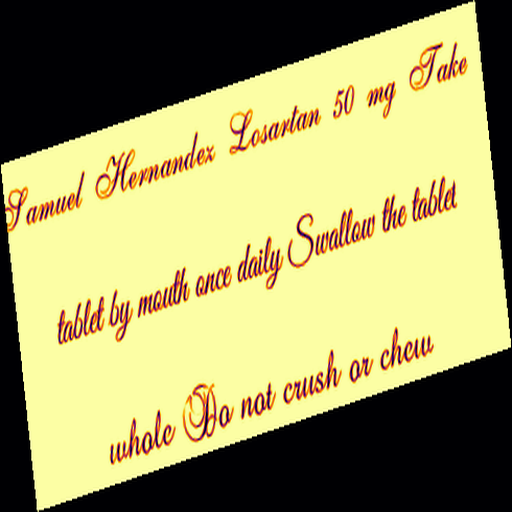 Samuel Hernandez Losartan 50 mg Take
tablet by mouth once daily Swallow the tablet
whole Do not crush or chew